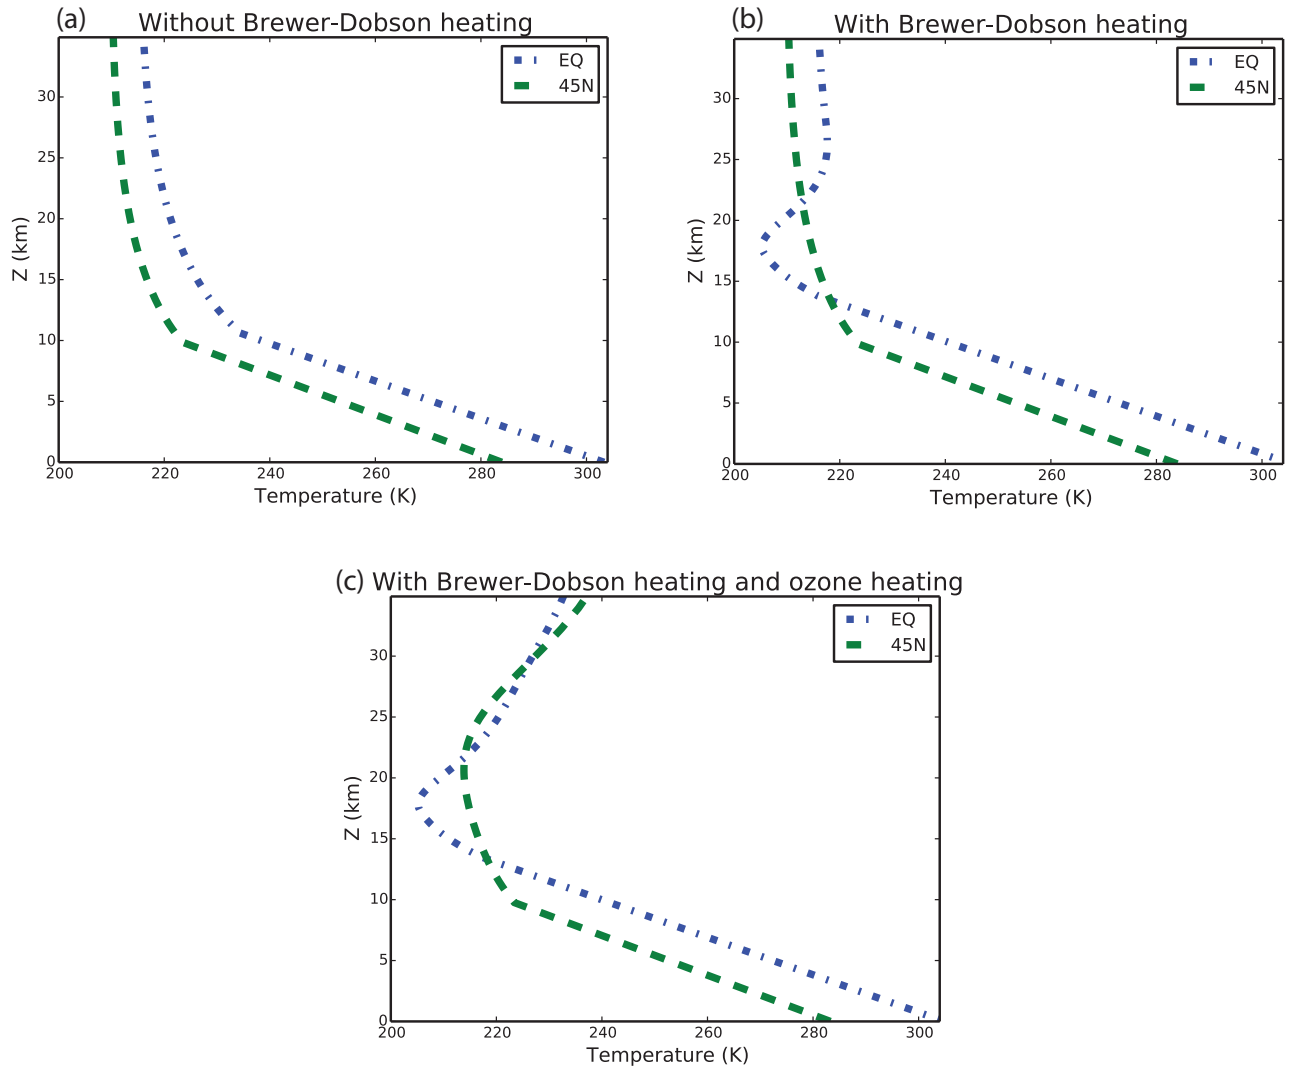 (a) Without Brewer-Dobson heating
EQ
45N
30
25
20
15
10
5
0
200 220 240 260 280 300
Z (km)
Temperature (K)
(b) With Brewer-Dobson heating
EQ
45N
30
25
20
15
10
5
0
200 220 240 260 280 300
Z (km)
Temperature (K)
(c) With Brewer-Dobson heating and ozone heating
EQ
45N
30
25
20
15
10
5
0
200 220 240 260 280 300
Z (km)
Temperature (K)